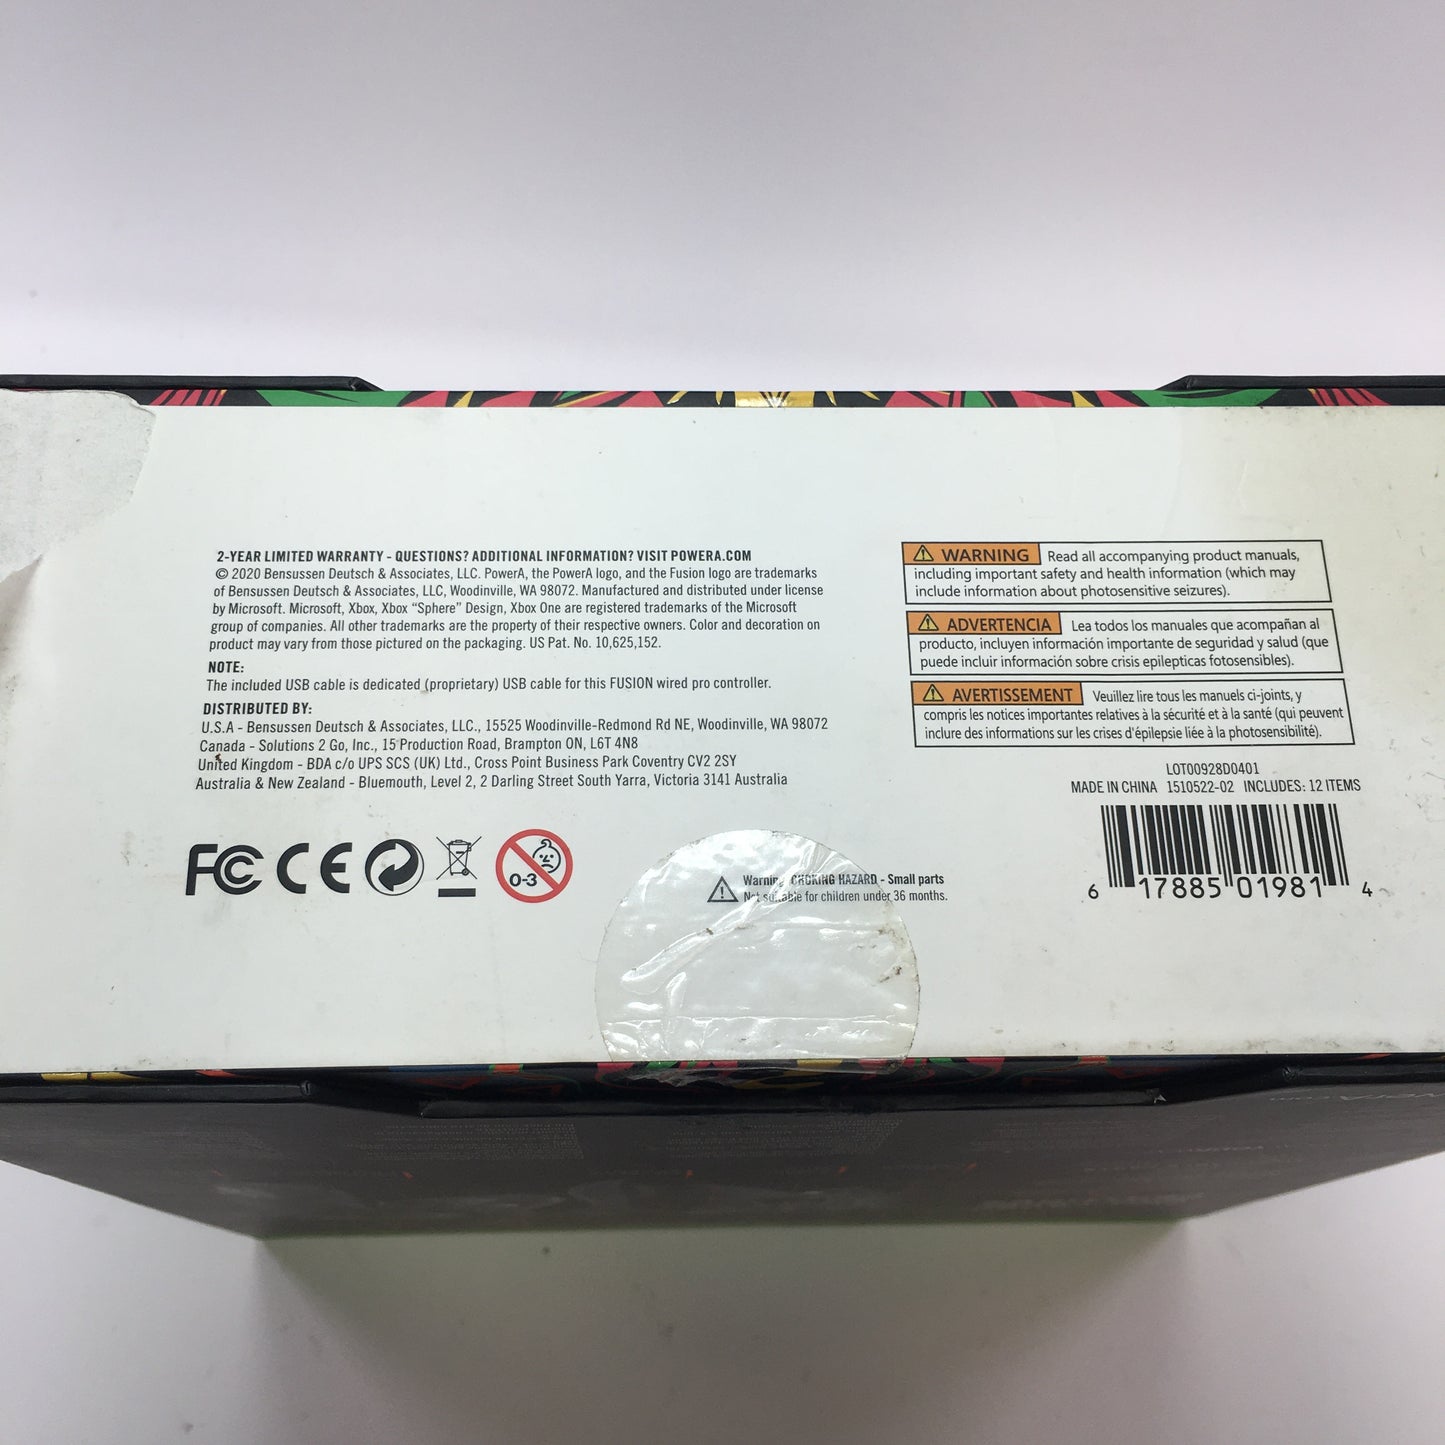 2-YEAR LIMITED WARRANTY - QUESTIONS? ADDITIONAL INFORMATION? VISIT POWERA.COM
© 2020 Bensussen Deutsch & Associates, LLC. PowerA, the PowerA logo, and the Fusion logo are trademarks
of Bensussen Deutsch & Associates, LLC, Woodinville, WA 98072. Manufactured and distributed under license
by Microsoft. Microsoft, Xbox, Xbox “Sphere” Design, Xbox One are registered trademarks of the Microsoft
group of companies. All other trademarks are the property of their respective owners. Color and decoration on
product may vary from those pictured on the packaging. US Pat. No. 10,625,152.
NOTE:
The included USB cable is dedicated (proprietary) USB cable for this FUSION wired pro controller.
DISTRIBUTED BY:
U.S.A - Bensussen Deutsch & Associates, LLC., 15525 Woodinville-Redmond Rd NE, Woodinville, WA 98072
Canada - Solutions 2 Go, Inc., 15 Production Road, Brampton ON, L6T 4N8
United Kingdom - BDA c/o UPS SCS (UK) Ltd., Cross Point Business Park Coventry CV2 2SY
Australia & New Zealand - Bluemouth, Level 2, 2 Darling Street South Yarra, Victoria 3141 Australia
FC CE
0-3
Warning CHOKING HAZARD - Small parts
Not suitable for children under 36 months.
WARNING Read all accompanying product manuals,
including important safety and health information (which may
include information about photosensitive seizures).
ADVERTENCIA Lea todos los manuales que acompañan al
producto, incluyen información importante de seguridad y salud (que
puede incluir información sobre crisis epilepticas fotosensibles).
AVERTISSEMENT Veuillez lire tous les manuels ci-joints, y
compris les notices importantes relatives à la sécurité et à la santé (qui peuvent
inclure des informations sur les crises d'épilepsie liée à la photosensibilité).
LOT00928D0401
MADE IN CHINA 1510522-02 INCLUDES: 12 ITEMS
6 17885 01981 4